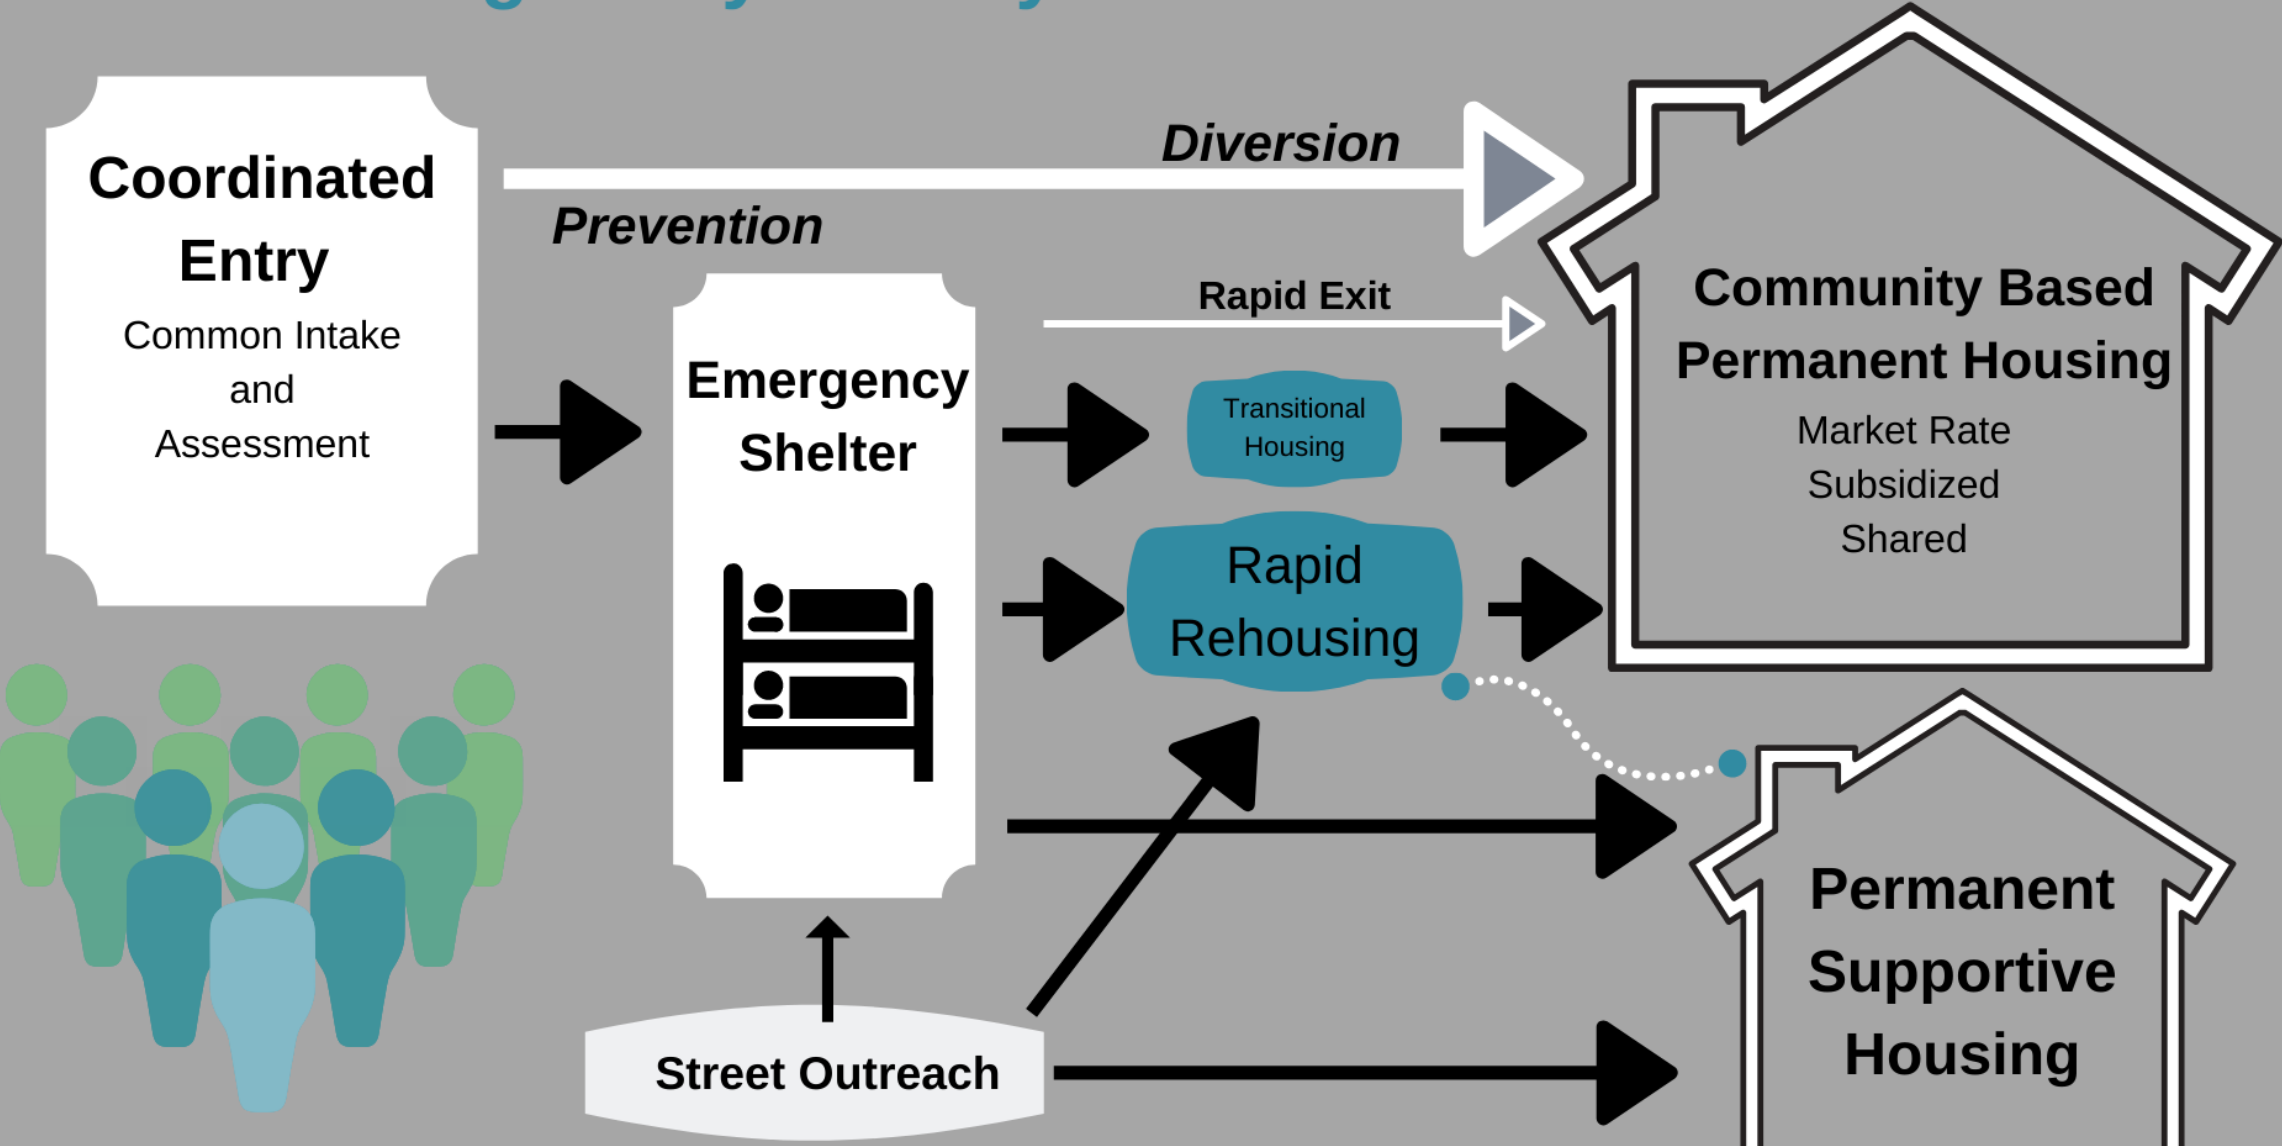 Coordinated
Entry
Common Intake
and
Assessment
Diversion
Prevention
Rapid Exit
Emergency
Shelter
Transitional
Housing
Rapid
Rehousing
Community Based
Permanent Housing
Market Rate
Subsidized
Shared
Street Outreach
Permanent
Supportive
Housing